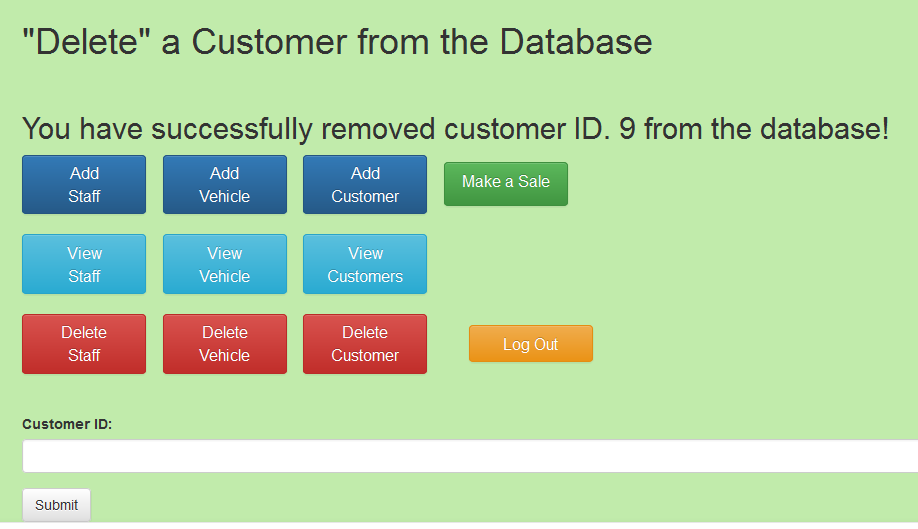 "Delete" a Customer from the Database
You have successfully removed customer ID. 9 from the database!
Add
Staff
Add
Vehicle
Add
Customer
Make a Sale
View
Staff
View
Vehicle
View
Customers
Delete
Staff
Delete
Vehicle
Delete
Customer
Log Out
Customer ID:
Submit